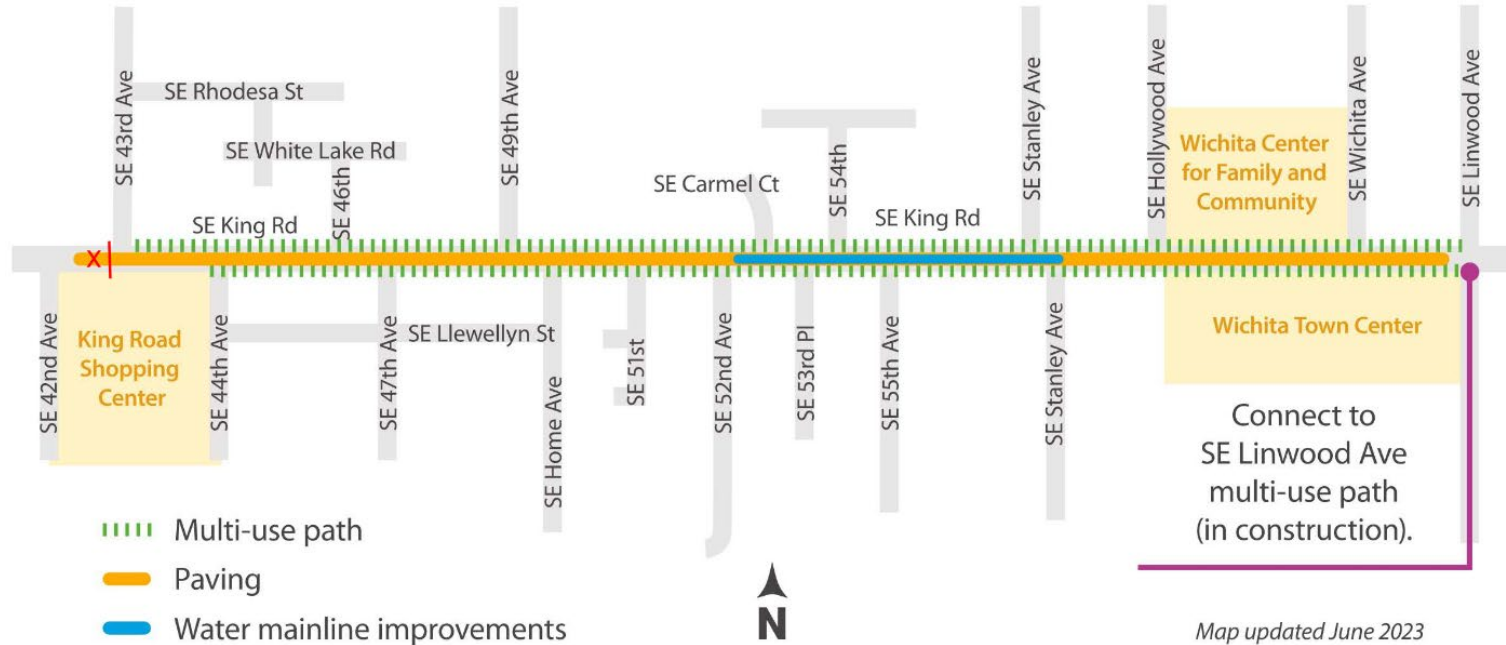 SE 43rd Ave
SE Rhodesa St
SE White Lake Rd
SE 46th
SE King Rd
SE 49th Ave
SE Carmel Ct
SE 54th
SE King Rd
SE Stanley Ave
SE Hollywood Ave
Wichita Center
for Family and
Community
SE Wichita Ave
SE Linwood Ave
X
SE 42nd Ave
King Road
Shopping
Center
SE 44th Ave
SE Llewellyn St
SE 47th Ave
SE Home Ave
SE 51st
SE 52nd Ave
SE 53rd Pl
SE 55th Ave
SE Stanley Ave
Wichita Town Center
Connect to
SE Linwood Ave
multi-use path
(in construction).
Multi-use path
Paving
Water mainline improvements
N
Map updated June 2023